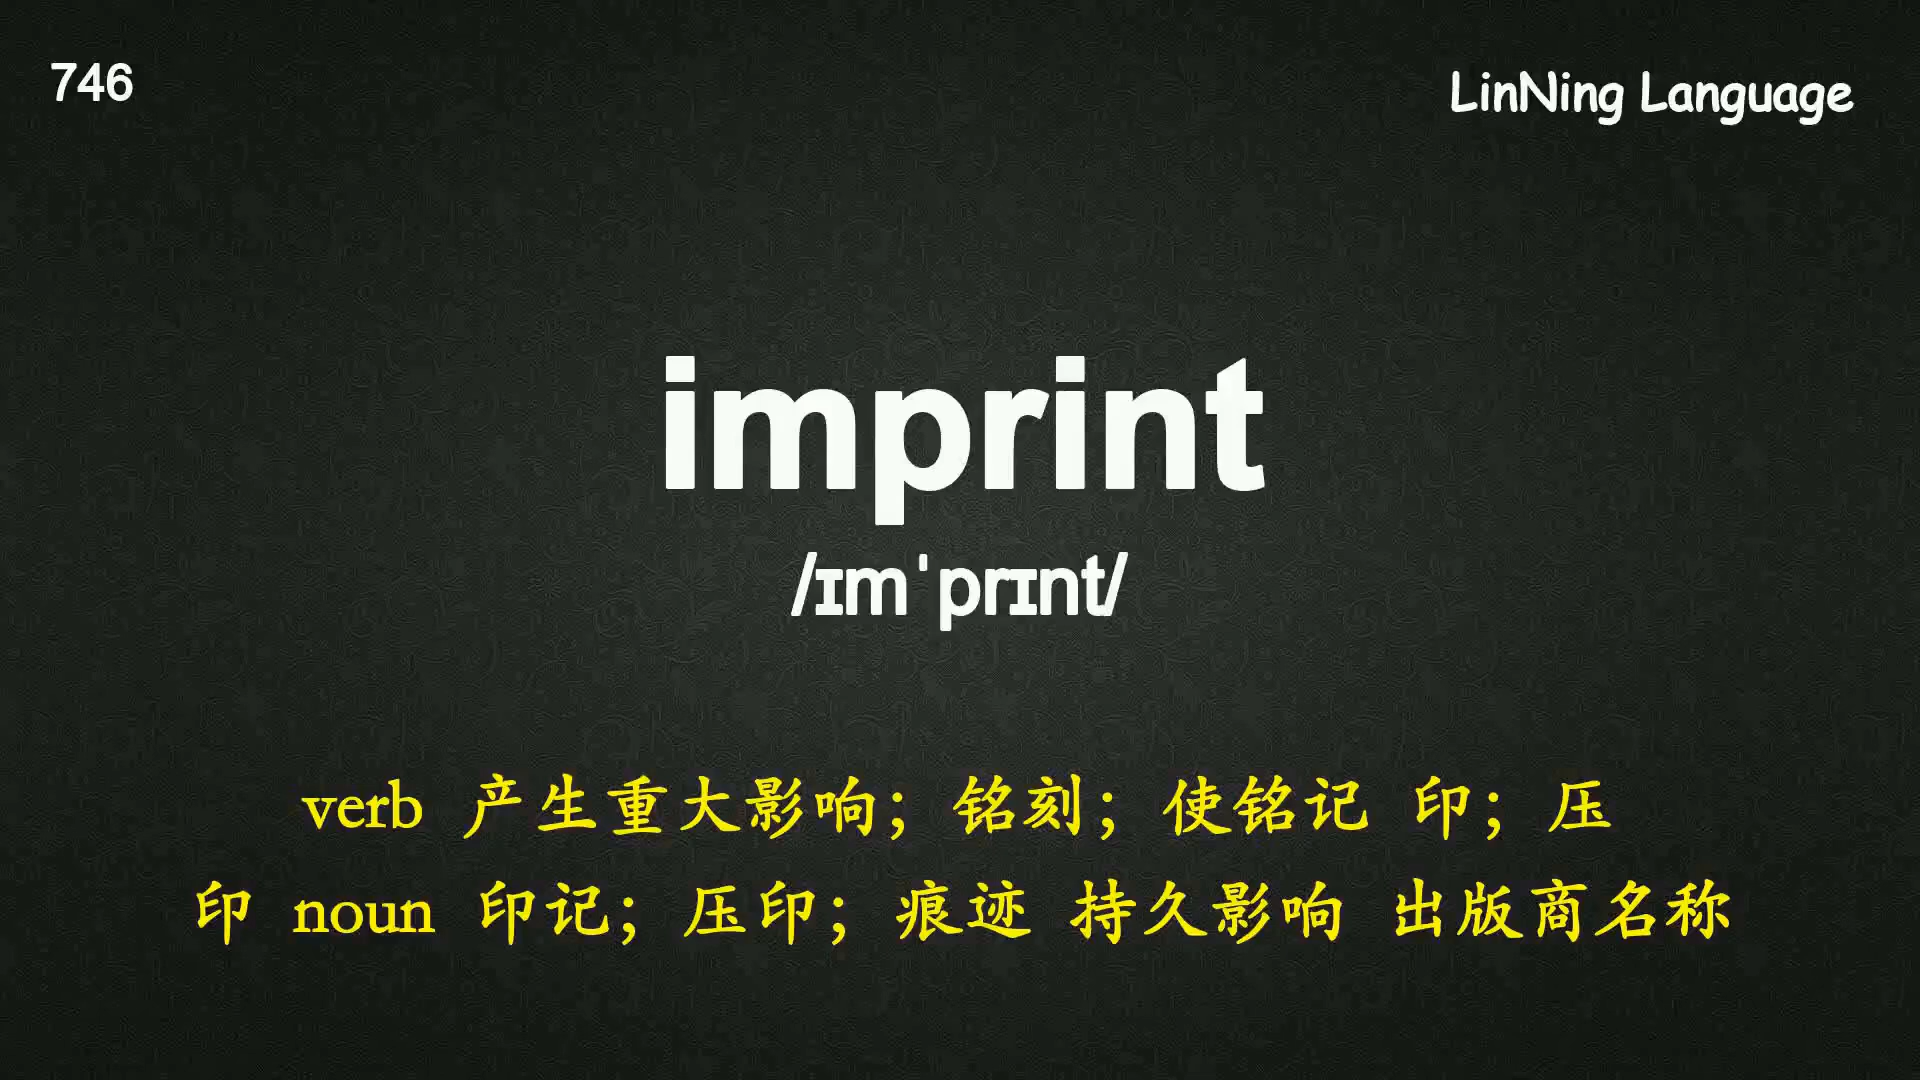 746
LinNing Language
imprint
/ɪmˈprɪnt/
verb 产生重大影响；铭刻；使铭记 印；压
印 noun 印记；压印；痕迹 持久影响 出版商名称